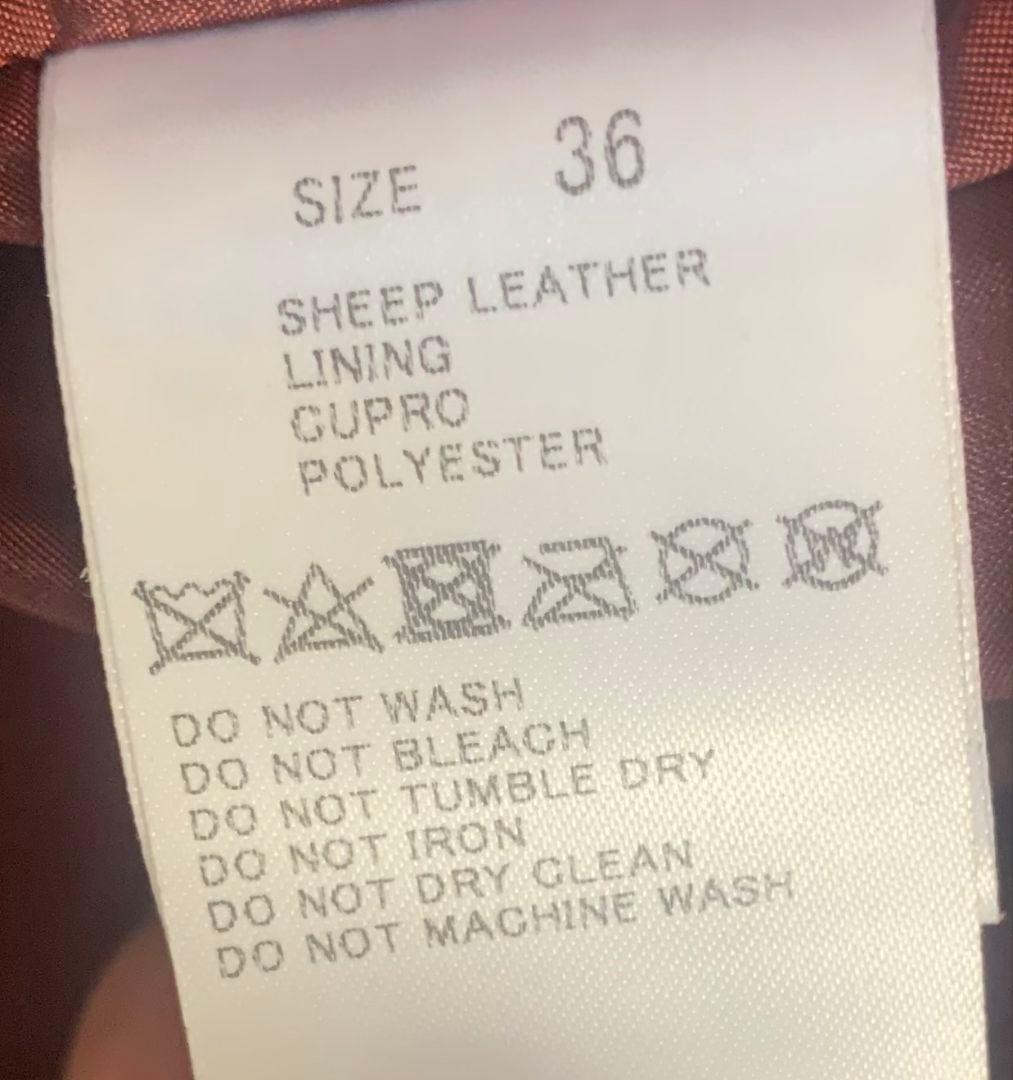 SIZE 36
SHEEP LEATHER
LINING
CUPRO
POLYESTER
W
DO NOT WASH
DO NOT BLEACH
DO NOT TUMBLE DRY
DO NOT IRON
DO NOT DRY CLEAN
DO NOT MACHINE WASH